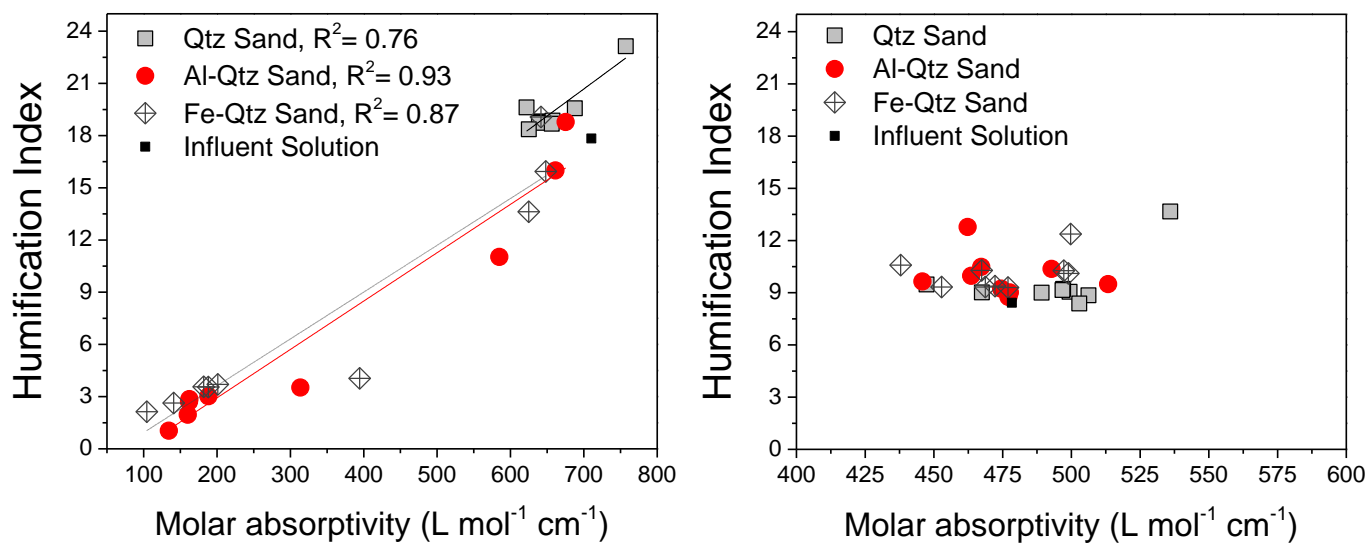 Humification Index
24
21
18
15
12
9
6
3
0
Qtz Sand, R²= 0.76
Al-Qtz Sand, R²= 0.93
Fe-Qtz Sand, R²= 0.87
Influent Solution
100 200 300 400 500 600 700 800
Molar absorptivity (L mol⁻¹ cm⁻¹)
Humification Index
24
21
18
15
12
9
6
3
0
Qtz Sand
Al-Qtz Sand
Fe-Qtz Sand
Influent Solution
400 425 450 475 500 525 550 575 600
Molar absorptivity (L mol⁻¹ cm⁻¹)